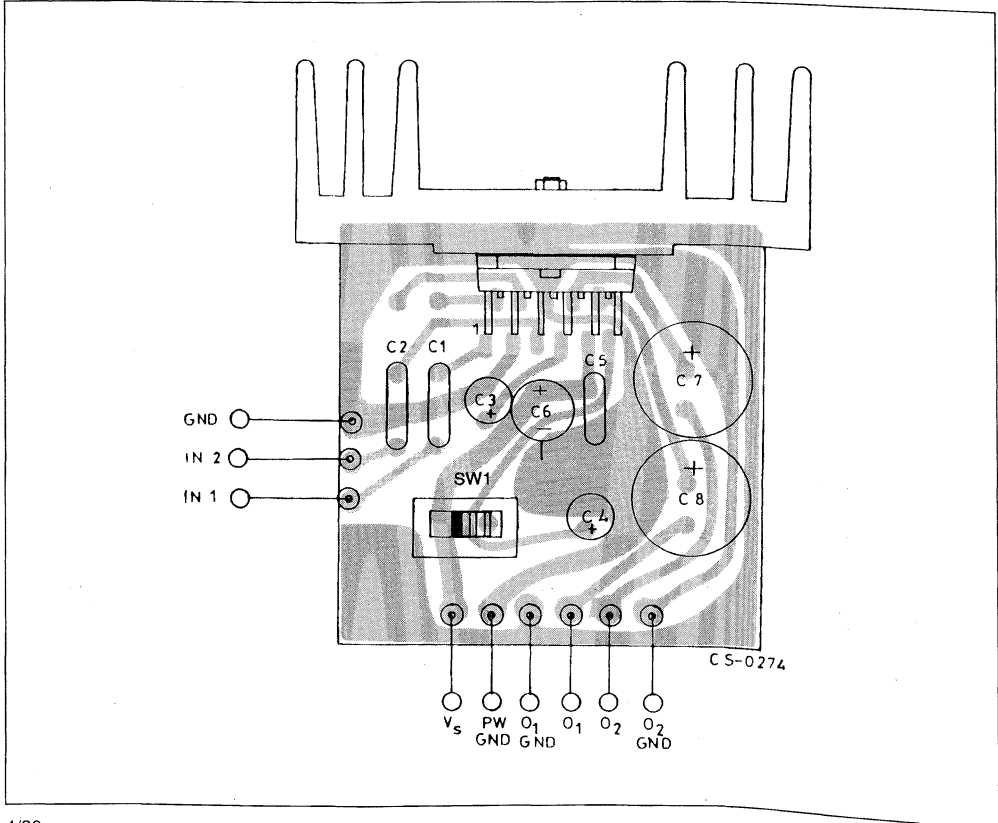 1
C2 C1
C5
+
C7
C3
+
+
C6
−
GND
IN 2
IN 1
SW1
+
C8
C4
+
CS-0274
Vs PW GND O1 GND O1 O2 O2 GND